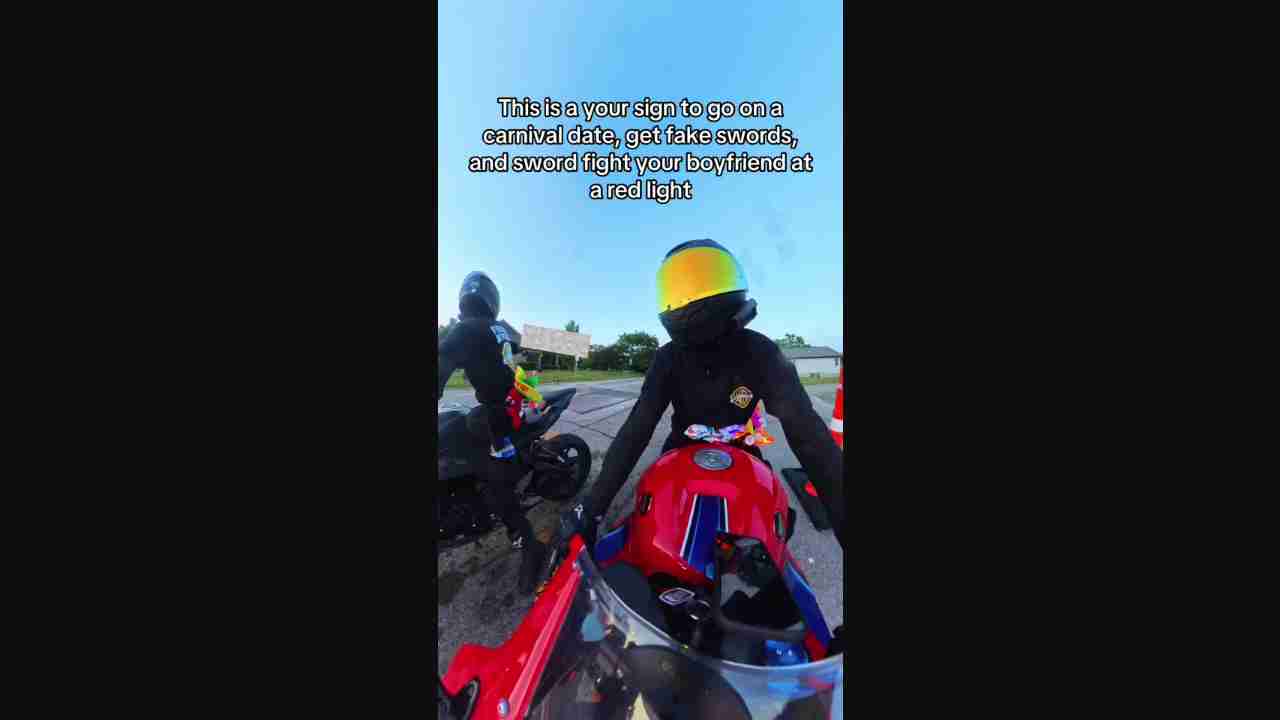 This is a your sign to go on a
carnival date, get fake swords,
and sword fight your boyfriend at
a red light